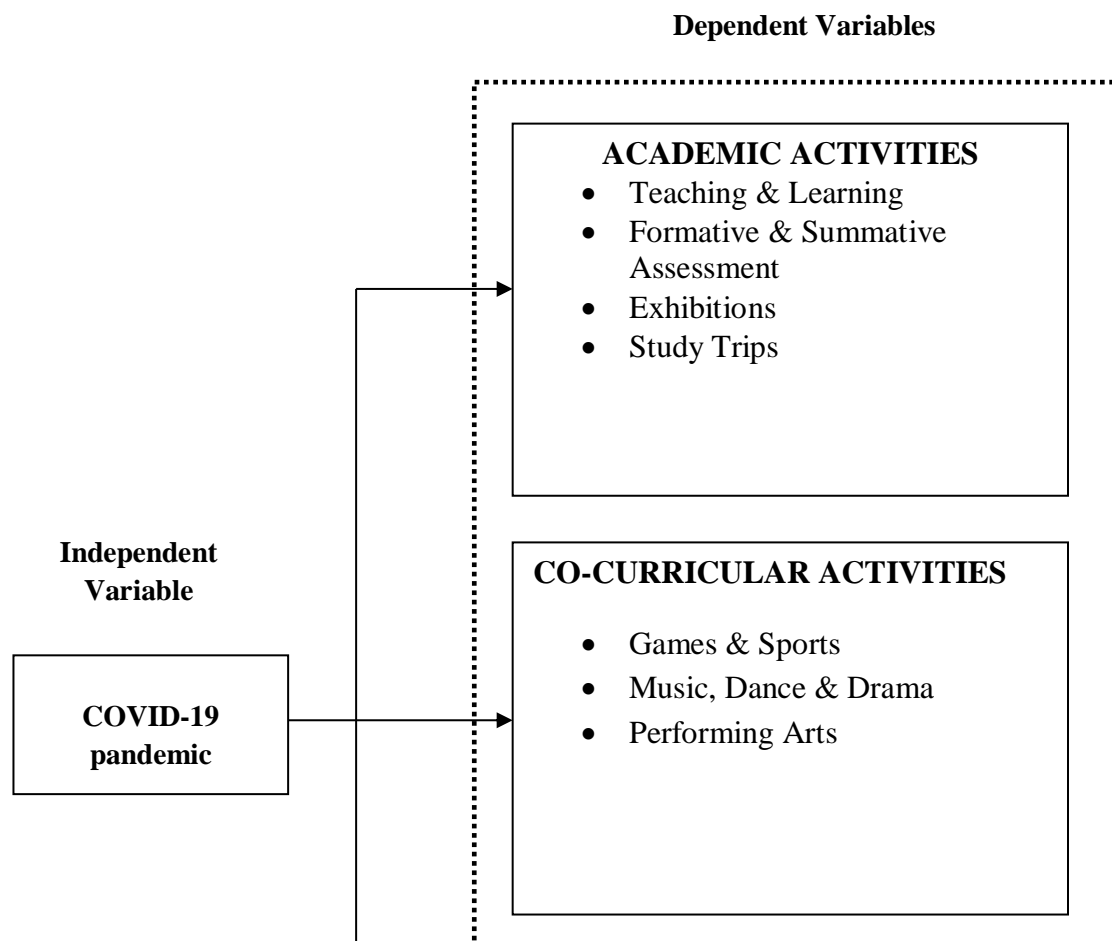 Dependent Variables
ACADEMIC ACTIVITIES
• Teaching & Learning
• Formative & Summative
Assessment
• Exhibitions
• Study Trips
Independent
Variable
COVID-19
pandemic
CO-CURRICULAR ACTIVITIES
• Games & Sports
• Music, Dance & Drama
• Performing Arts